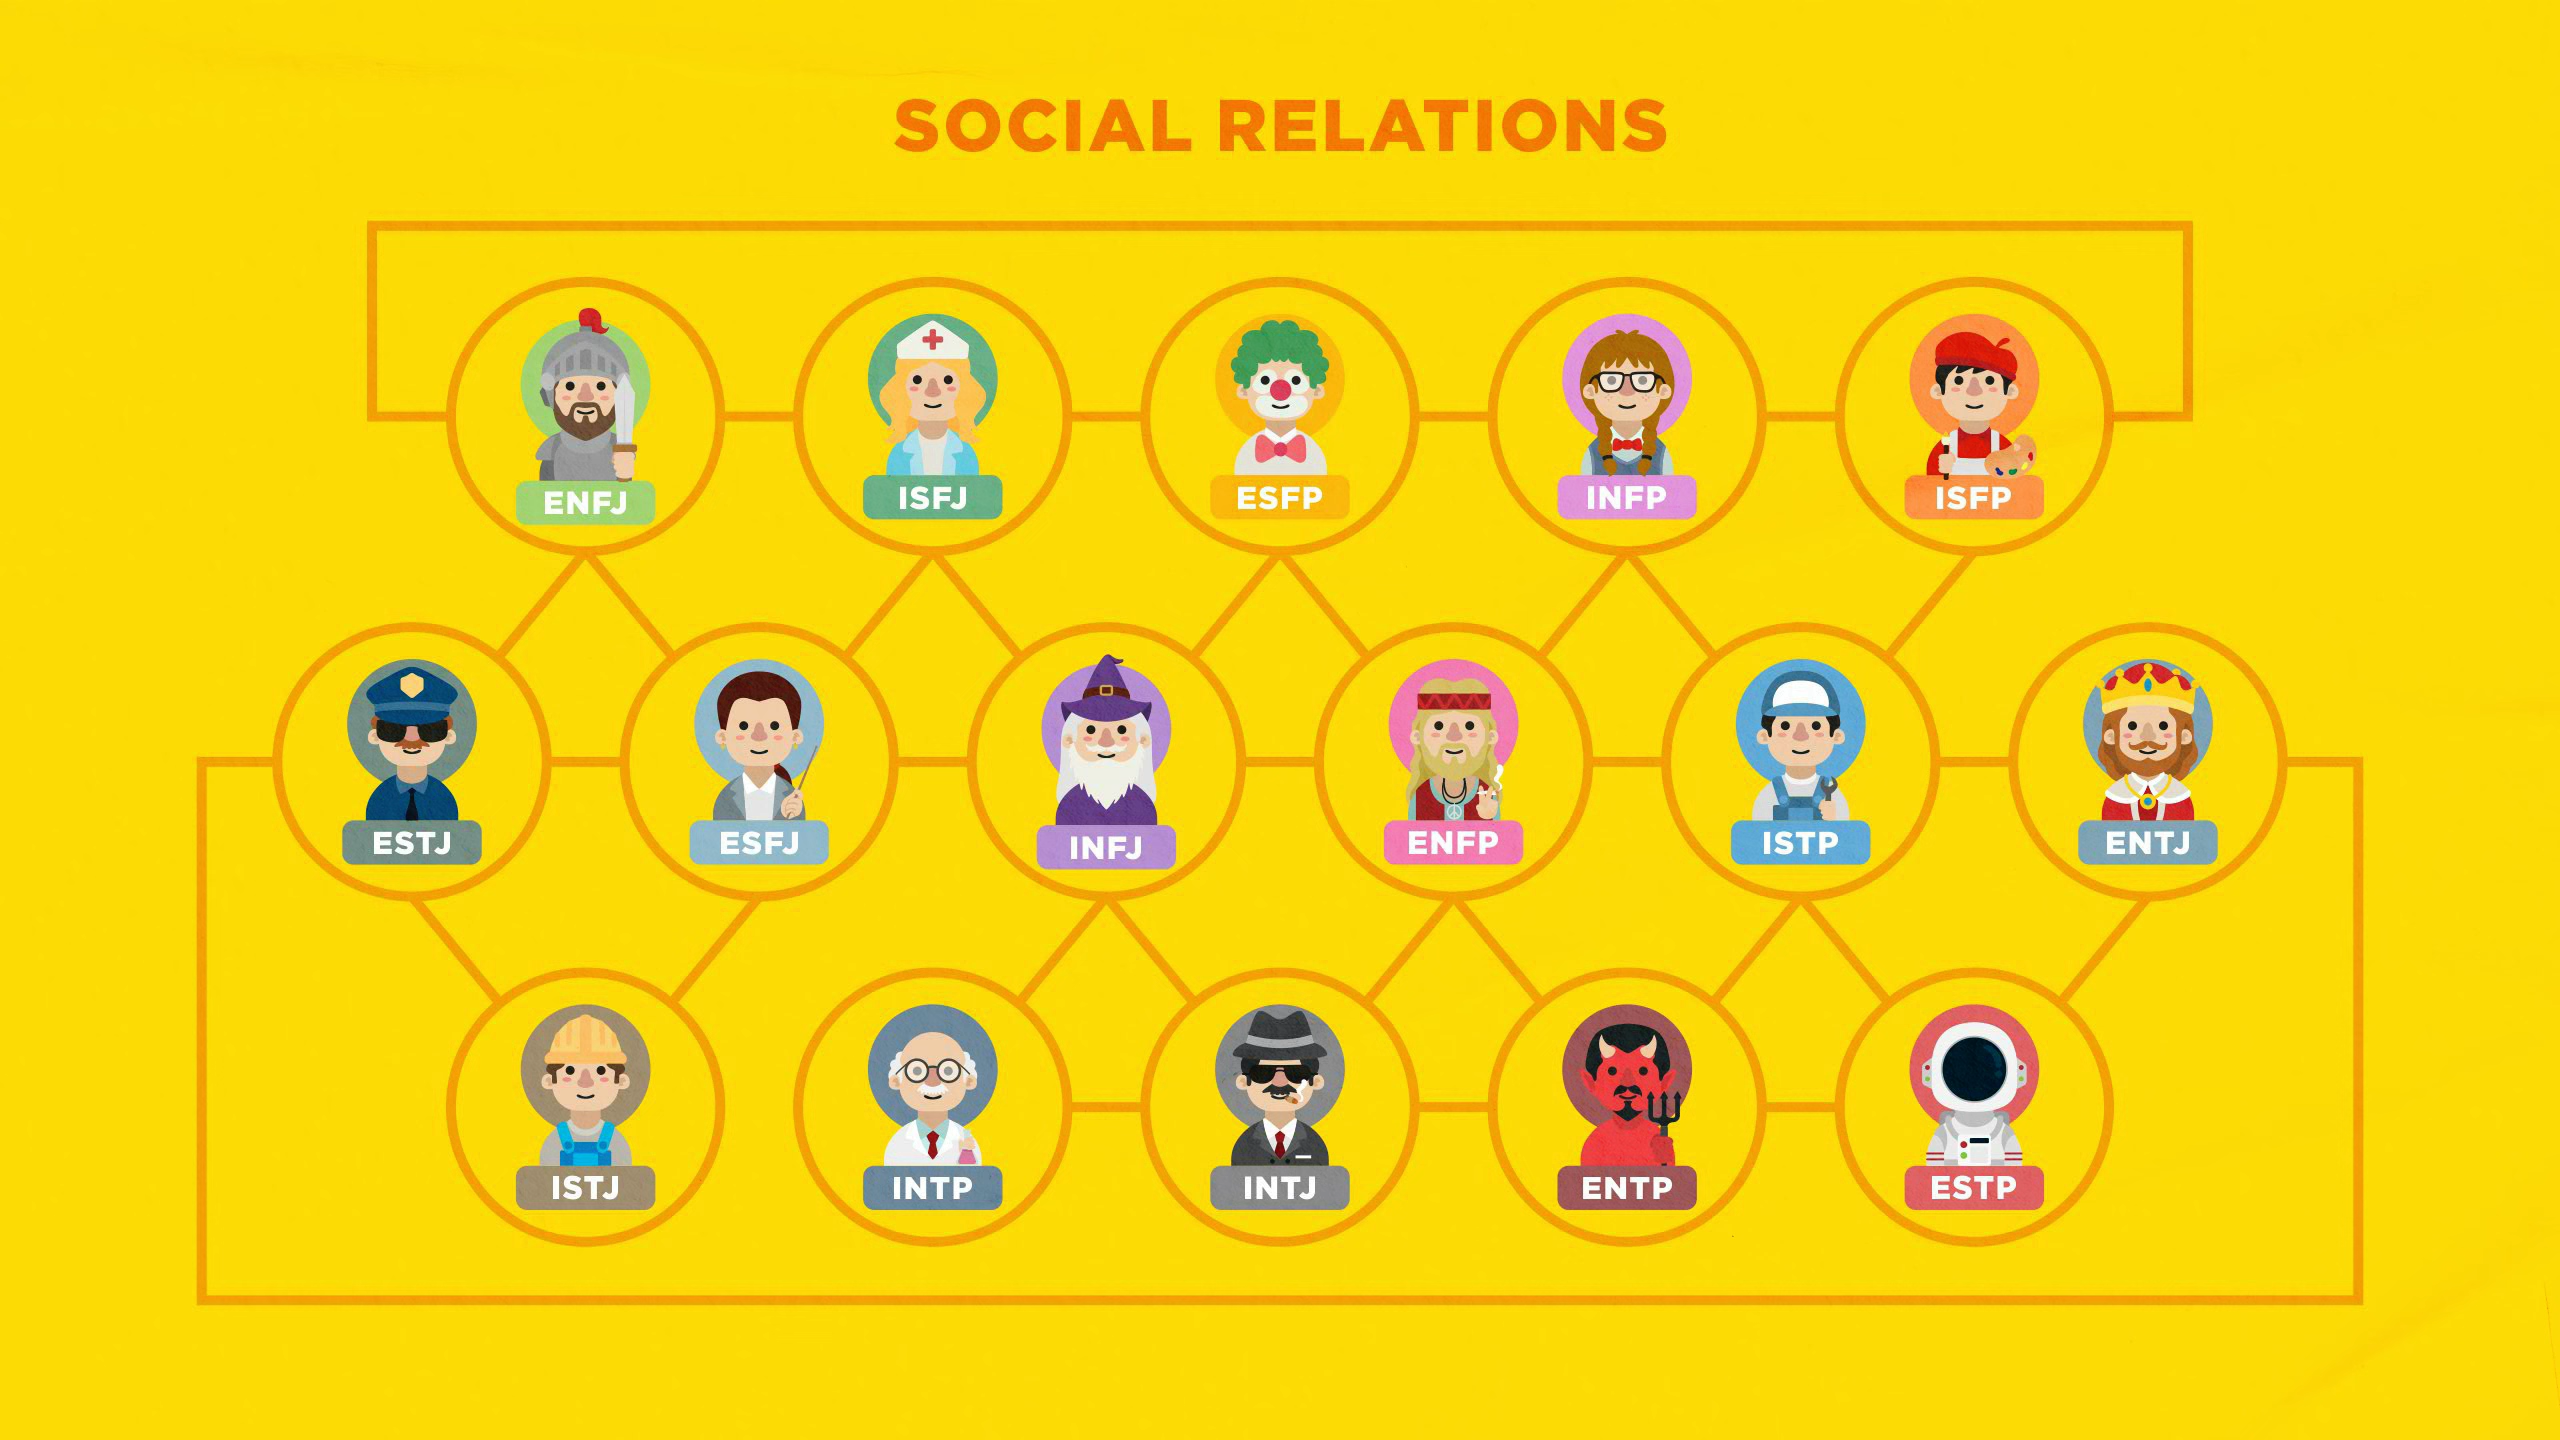 SOCIAL RELATIONS
ENFJ
ISFJ
ESFP
INFP
ISFP
ESTJ
ESFJ
INFJ
ENFP
ISTP
ENTJ
ISTJ
INTP
INTJ
ENTP
ESTP